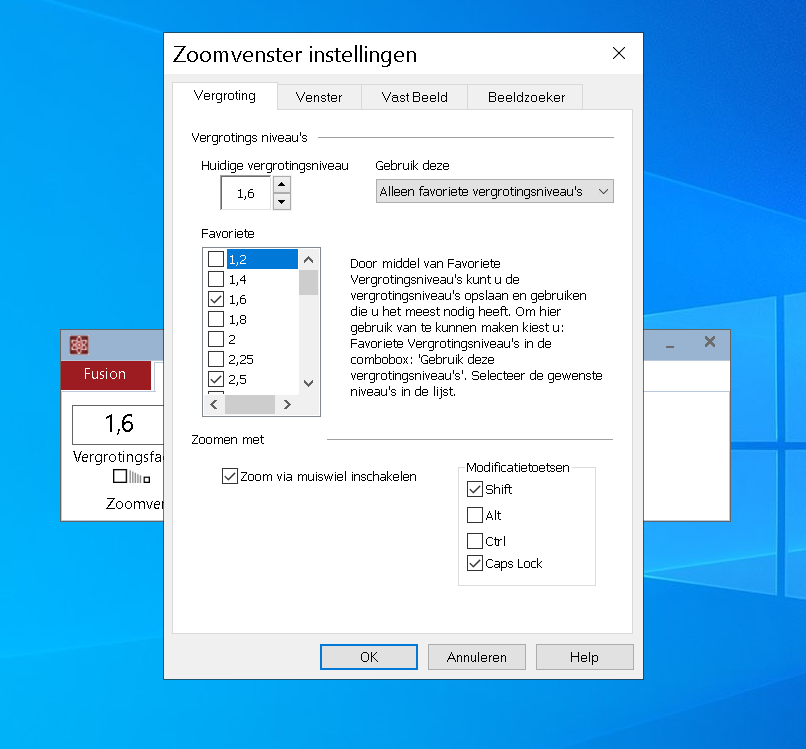 Zoomvenster instellingen
Vergroting
Venster
Vast Beeld
Beeldzoeker
Vergrotings niveau's
Huidige vergrotingsniveau
Gebruik deze
1,6
Alleen favoriete vergrotingsniveau's
Favoriete
1,2
1,4
1,6
1,8
2
2,25
2,5
Door middel van Favoriete
Vergrotingsniveau's kunt u de
vergrotingsniveau's opslaan en gebruiken
die u het meest nodig heeft. Om hier
gebruik van te kunnen maken kiest u:
Favoriete Vergrotingsniveau's in de
combobox: 'Gebruik deze
vergrotingsniveau's'. Selecteer de gewenste
niveau's in de lijst.
Zoomen met
Zoom via muiswiel inschakelen
Modificatietoetsen
Shift
Alt
Ctrl
Caps Lock
OK
Annuleren
Help
Fusion
1,6
Vergrotingsfa
Zoomver